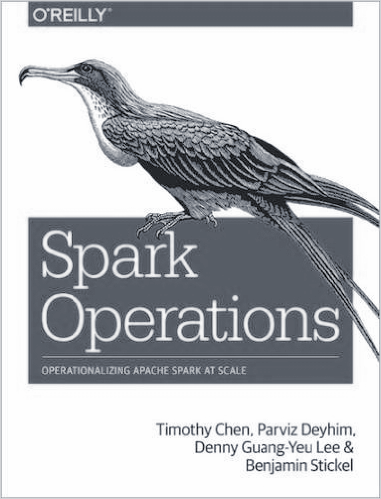 O'REILLY®
Spark
Operations
OPERATIONALIZING APACHE SPARK AT SCALE
Timothy Chen, Parviz Deyhim,
Denny Guang-Yeu Lee &
Benjamin Stickel